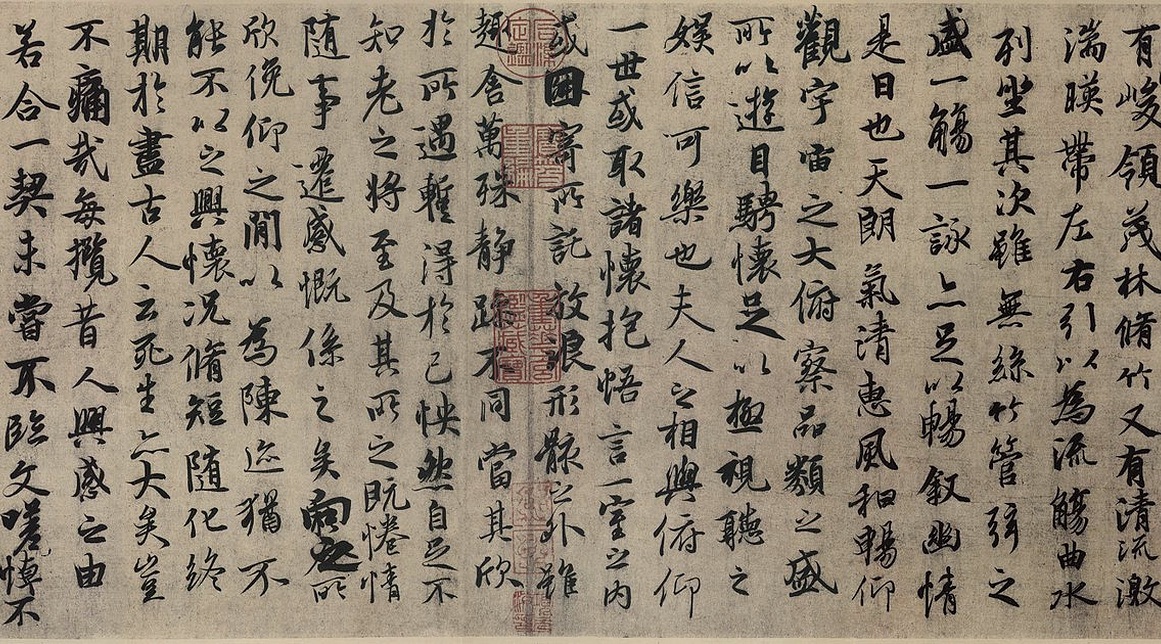 有峻領茂林脩竹又有清流激
湍暎帶左右引以為流觴曲水
列坐其次雖無絲竹管弦之
盛一觴一詠亦足以暢叙幽情
是日也天朗氣清惠風和暢仰
觀宇宙之大俯察品類之盛
所以遊目騁懷足以極視聽之
娛信可樂也夫人之相與俯仰
一世或取諸懷抱悟言一室之內
或因寄所託放浪形骸之外雖
趣舍萬殊靜躁不同當其欣
於所遇暫得於己怏然自足不
知老之將至及其所之既惓情
隨事遷感慨係之矣向之所
欣俛仰之閒以為陳迹猶不
能不以之興懷況脩短隨化終
期於盡古人云死生亦大矣豈
不痛哉每攬昔人興感之由
若合一契未嘗不臨文嗟悼不